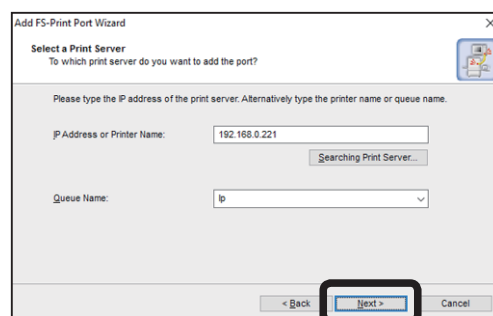 Add FS-Print Port Wizard
Select a Print Server
To which print server do you want to add the port?
Please type the IP address of the print server. Alternatively type the printer name or queue name.
IP Address or Printer Name: 192.168.0.221
Searching Print Server...
Queue Name: lp
< Back Next > Cancel